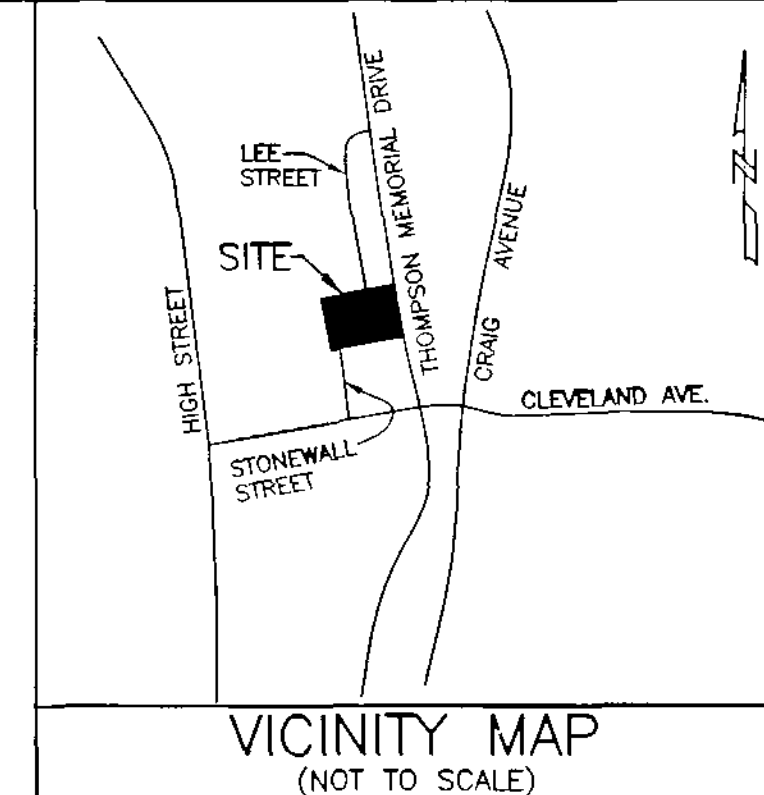 LEE
STREET
THOMPSON MEMORIAL DRIVE
SITE
CRAIG AVENUE
HIGH STREET
CLEVELAND AVE.
STONEWALL
STREET
N
VICINITY MAP
(NOT TO SCALE)